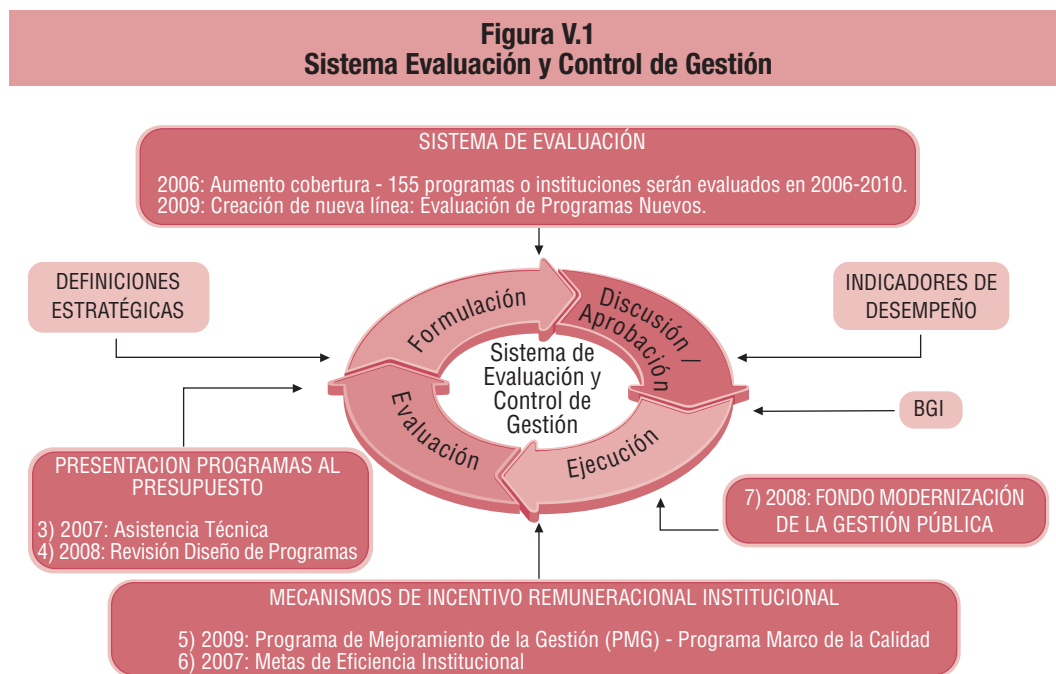 Figura V.1
Sistema Evaluación y Control de Gestión
SISTEMA DE EVALUACIÓN
2006: Aumento cobertura - 155 programas o instituciones serán evaluados en 2006-2010.
2009: Creación de nueva línea: Evaluación de Programas Nuevos.
DEFINICIONES
ESTRATÉGICAS
INDICADORES DE
DESEMPEÑO
Formulación
Discusión /
Aprobación
Sistema de
Evaluación y
Control de
Gestión
Evaluación
Ejecución
BGI
PRESENTACION PROGRAMAS AL
PRESUPUESTO
3) 2007: Asistencia Técnica
4) 2008: Revisión Diseño de Programas
7) 2008: FONDO MODERNIZACIÓN
DE LA GESTIÓN PÚBLICA
MECANISMOS DE INCENTIVO REMUNERACIONAL INSTITUCIONAL
5) 2009: Programa de Mejoramiento de la Gestión (PMG) - Programa Marco de la Calidad
6) 2007: Metas de Eficiencia Institucional